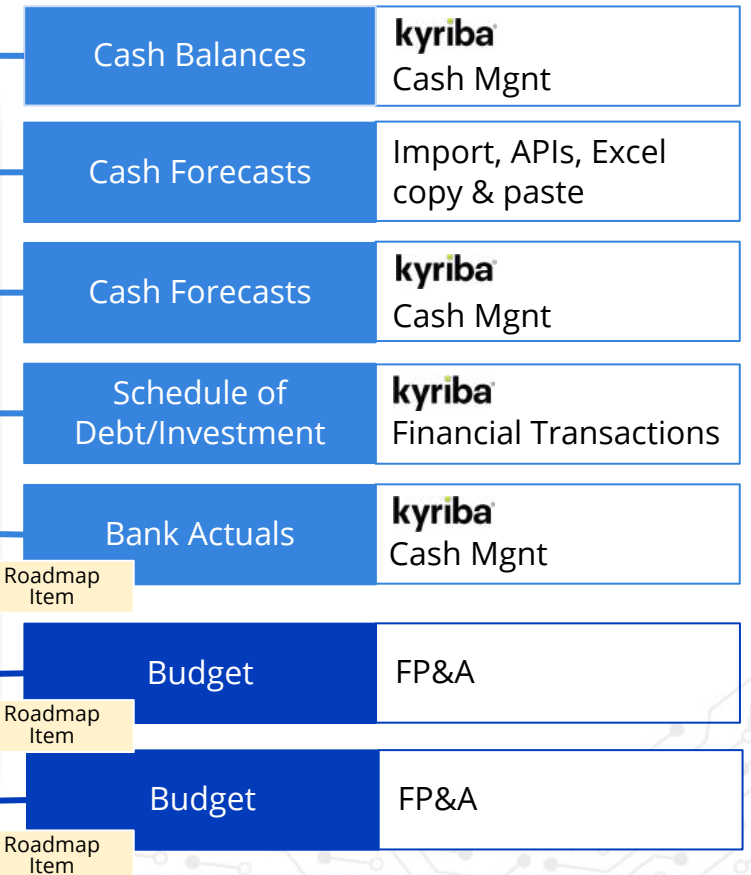 Cash Balances
kyriba
Cash Mgnt
Cash Forecasts
Import, APIs, Excel
copy & paste
Cash Forecasts
kyriba
Cash Mgnt
Schedule of
Debt/Investment
kyriba
Financial Transactions
Bank Actuals
kyriba
Cash Mgnt
Roadmap
Item
Budget
FP&A
Roadmap
Item
Budget
FP&A
Roadmap
Item